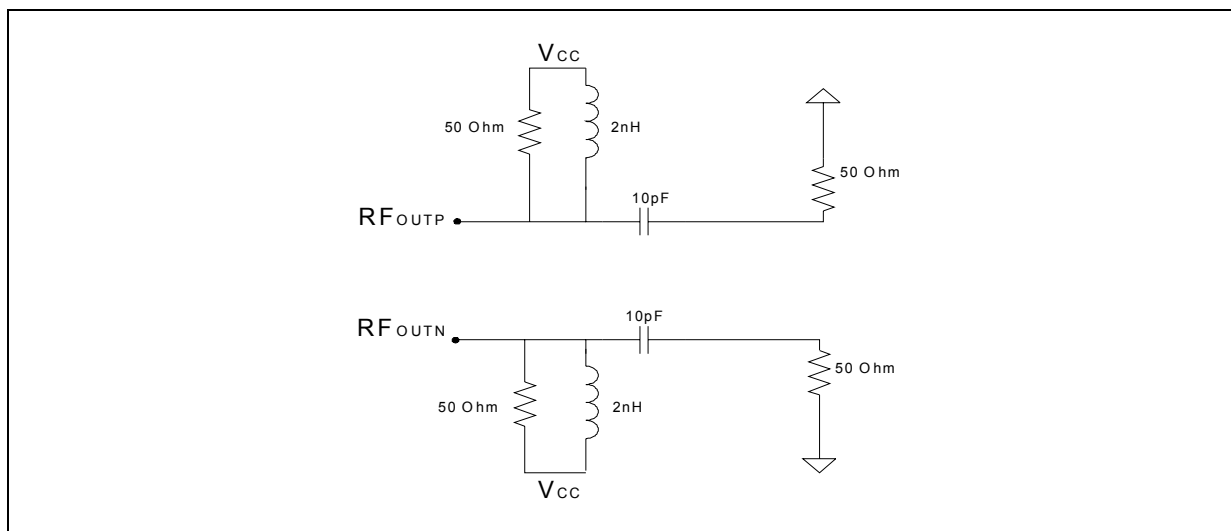 VCC
50 Ohm
2nH
50 Ohm
10pF
RFOUTP
10pF
RFOUTN
50 Ohm
50 Ohm
2nH
VCC